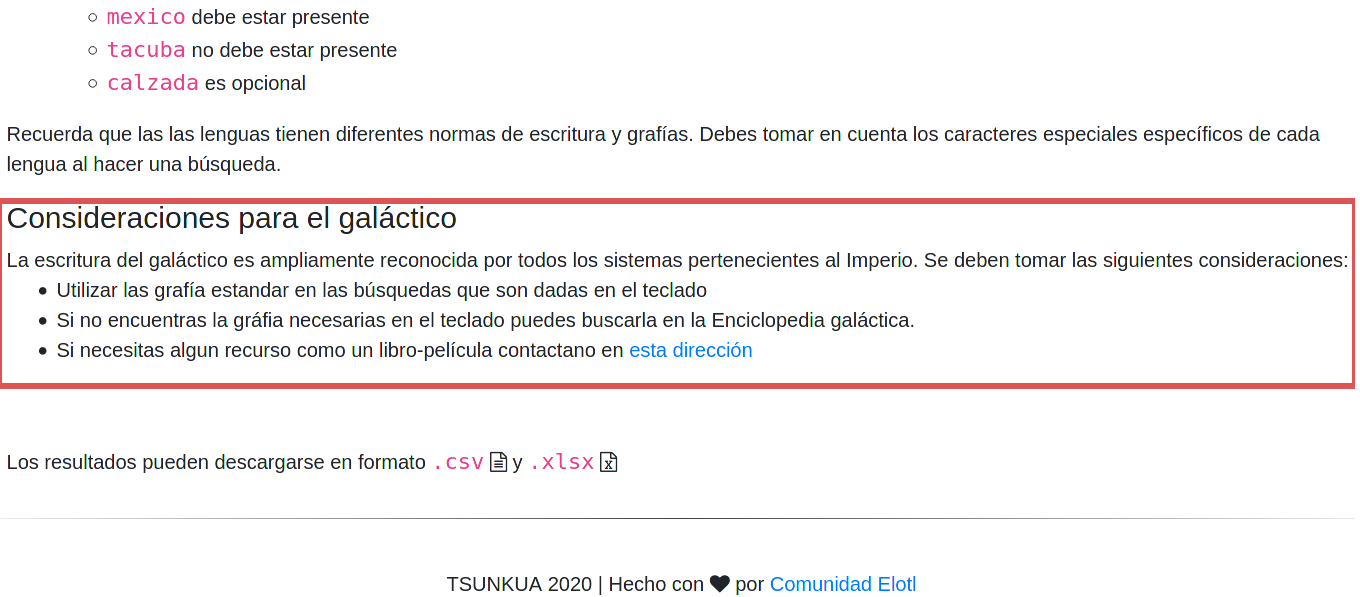 mexico debe estar presente
tacuba no debe estar presente
calzada es opcional
Recuerda que las las lenguas tienen diferentes normas de escritura y grafías. Debes tomar en cuenta los caracteres especiales específicos de cada
lengua al hacer una búsqueda.
Consideraciones para el galáctico
La escritura del galáctico es ampliamente reconocida por todos los sistemas pertenecientes al Imperio. Se deben tomar las siguientes consideraciones:
Utilizar las grafía estandar en las búsquedas que son dadas en el teclado
Si no encuentras la gráfia necesarias en el teclado puedes buscarla en la Enciclopedia galáctica.
Si necesitas algun recurso como un libro-película contactano en esta dirección
Los resultados pueden descargarse en formato .csv y .xlsx
TSUNKUA 2020 | Hecho con por Comunidad Elotl